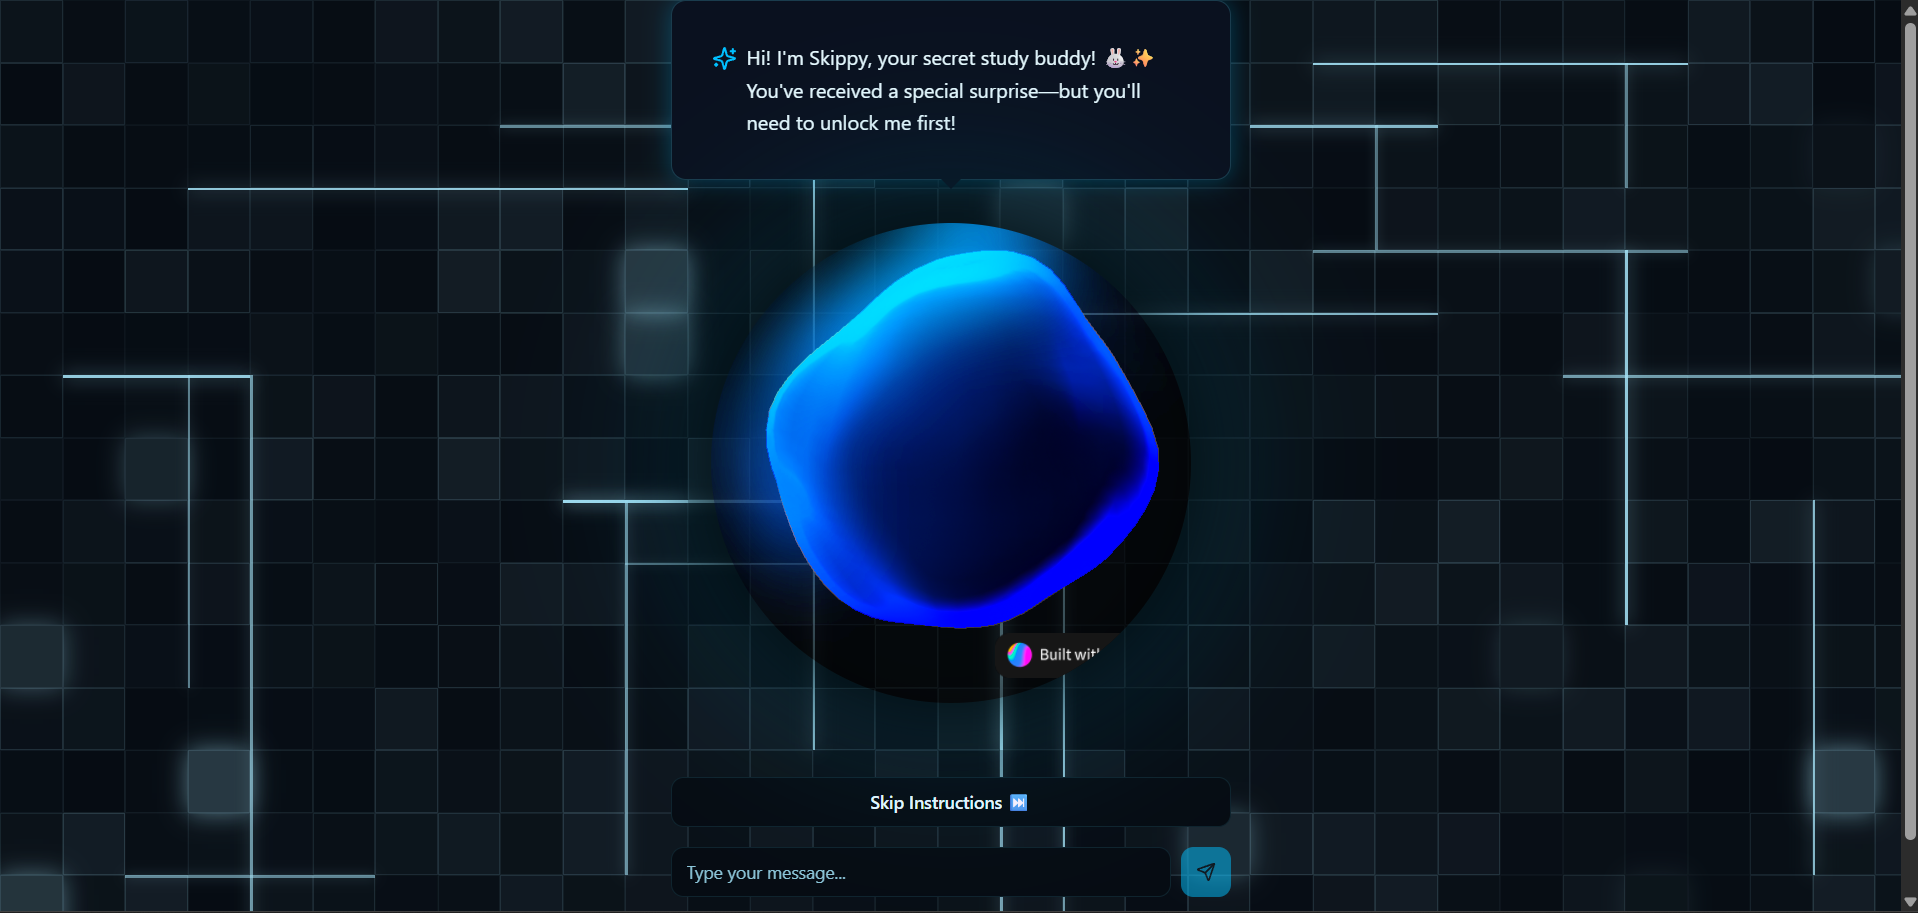 Hi! I'm Skippy, your secret study buddy! 🐰 ✨
You've received a special surprise—but you'll
need to unlock me first!
Built with
Skip Instructions ⏭️
Type your message...